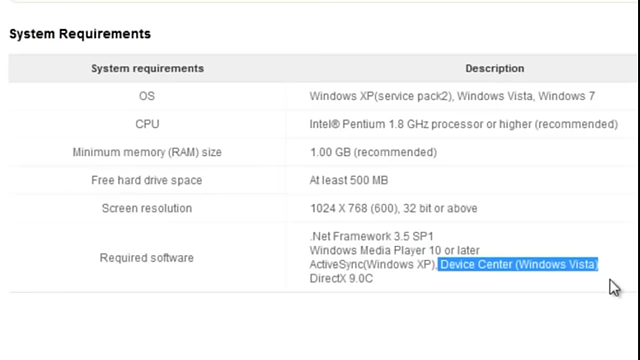 System Requirements
System requirements Description
OS Windows XP(service pack2), Windows Vista, Windows 7
CPU Intel® Pentium 1.8 GHz processor or higher (recommended)
Minimum memory (RAM) size 1.00 GB (recommended)
Free hard drive space At least 500 MB
Screen resolution 1024 X 768 (600), 32 bit or above
Required software .Net Framework 3.5 SP1
Windows Media Player 10 or later
ActiveSync(Windows XP), Device Center (Windows Vista)
DirectX 9.0C